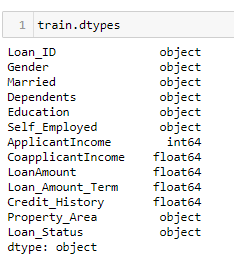 1 train.dtypes
Loan_ID object
Gender object
Married object
Dependents object
Education object
Self_Employed object
ApplicantIncome int64
CoapplicantIncome float64
LoanAmount float64
Loan_Amount_Term float64
Credit_History float64
Property_Area object
Loan_Status object
dtype: object